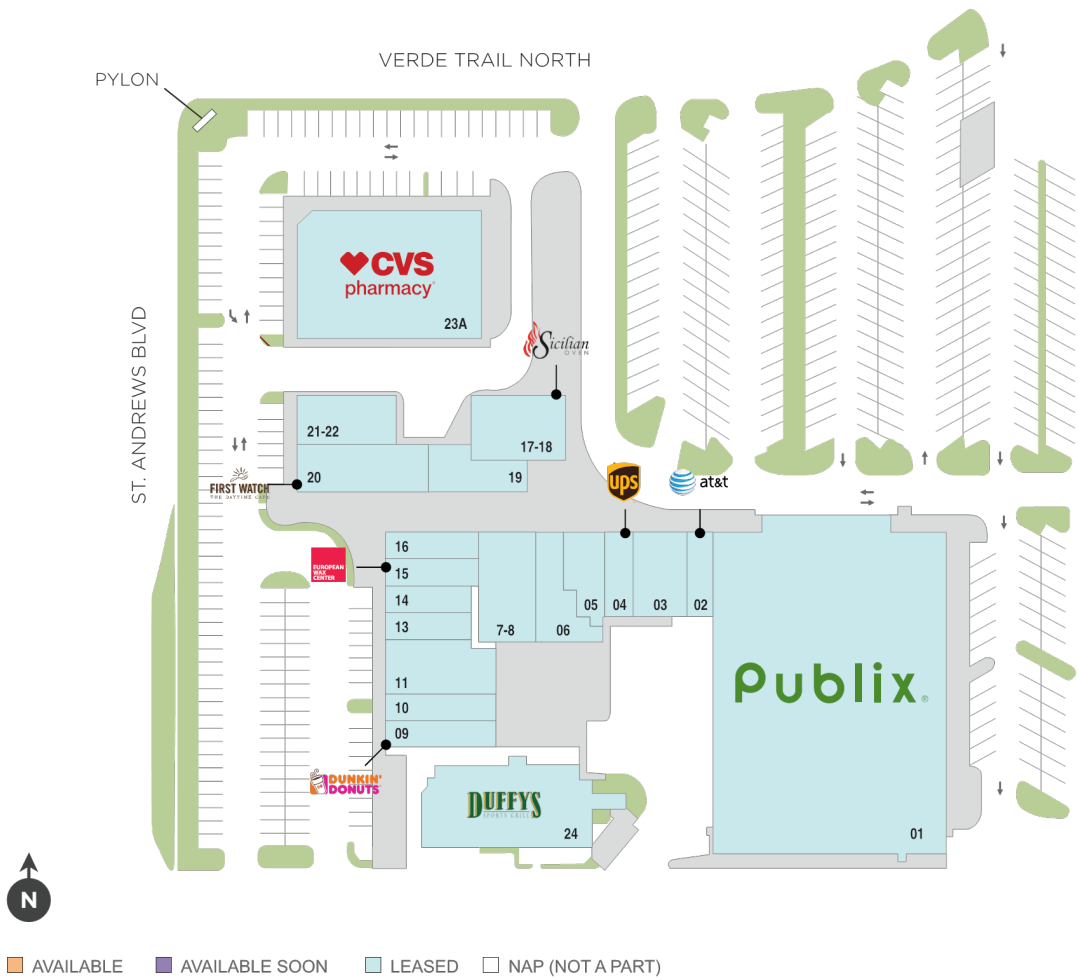 VERDE TRAIL NORTH
PYLON
ST. ANDREWS BLVD
CVS
pharmacy
23A
Sicilian
OVEN
21-22
17-18
20
19
FIRST WATCH
THE DAYTIME CAFE
ups
at&t
16
EUROPEAN
WAX
CENTER
15
14
13
7-8
06
05
04
03
02
11
10
09
Publix
DUNKIN'
DONUTS
DUFFYS
SPORTS GRILL
24
01
N
AVAILABLE
AVAILABLE SOON
LEASED
NAP (NOT A PART)